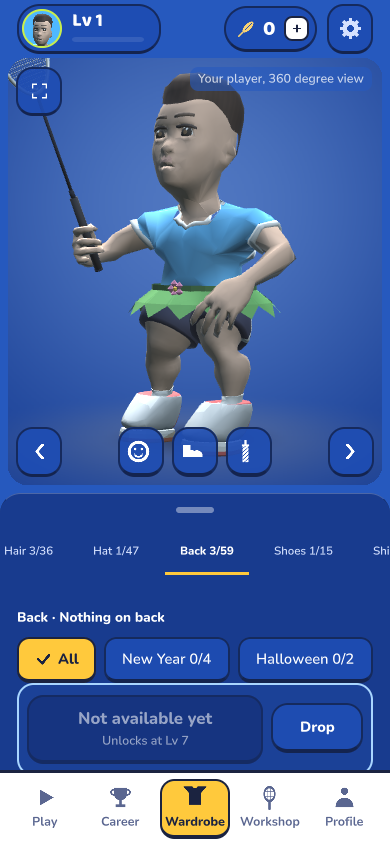 Lv 1
0
Your player, 360 degree view
Hair 3/36
Hat 1/47
Back 3/59
Shoes 1/15
Shi
Back · Nothing on back
All
New Year 0/4
Halloween 0/2
Not available yet
Unlocks at Lv 7
Drop
Play
Career
Wardrobe
Workshop
Profile